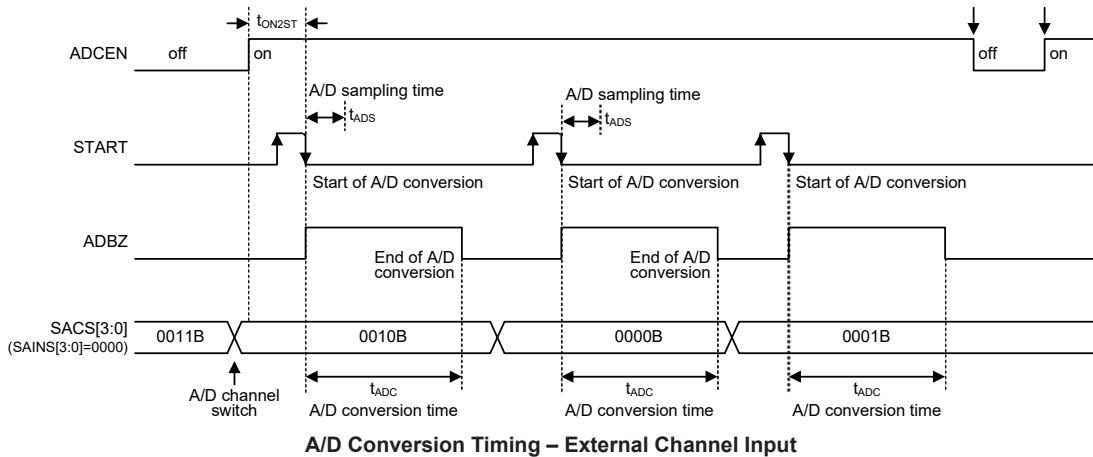 tON2ST
ADCEN
off
on
off
on
A/D sampling time
tADS
A/D sampling time
tADS
START
Start of A/D conversion
Start of A/D conversion
Start of A/D conversion
ADBZ
End of A/D
conversion
End of A/D
conversion
SACS[3:0]
(SAINS[3:0]=0000)
0011B
0010B
0000B
0001B
A/D channel
switch
tADC
A/D conversion time
tADC
A/D conversion time
tADC
A/D conversion time
A/D Conversion Timing – External Channel Input